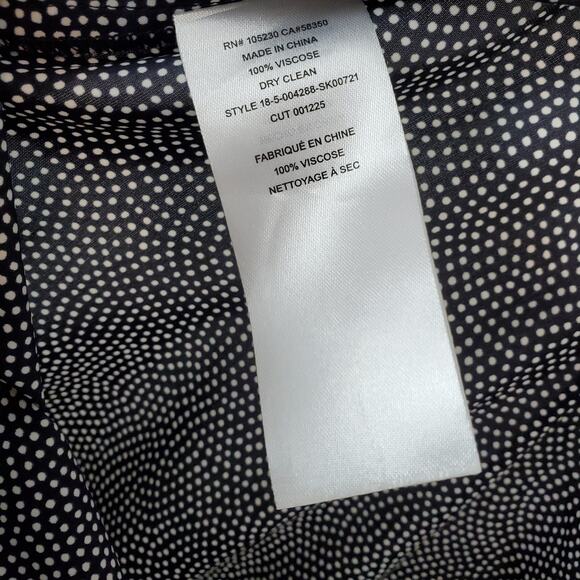 RN# 105230 CA#58350
MADE IN CHINA
100% VISCOSE
DRY CLEAN
STYLE 18-5-004288-SK00721
CUT 001225
FABRIQUÉ EN CHINE
100% VISCOSE
NETTOYAGE À SEC